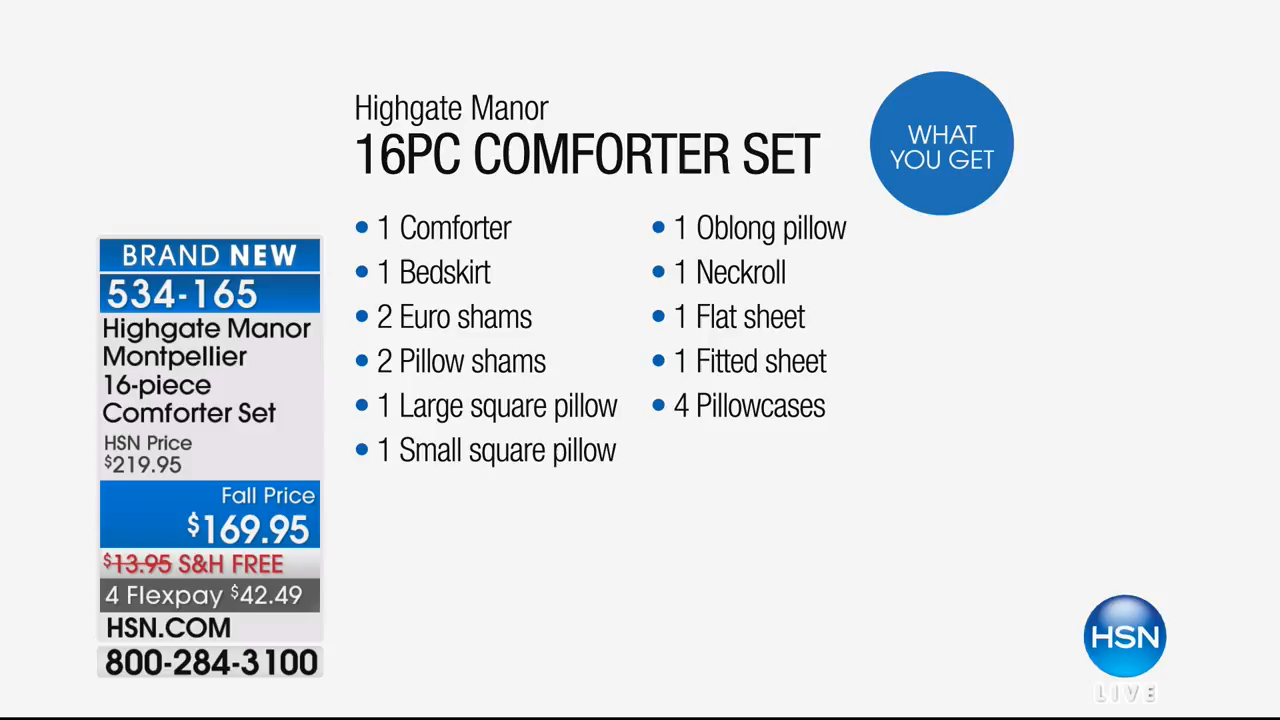 Highgate Manor
16PC COMFORTER SET
WHAT
YOU GET
• 1 Comforter
• 1 Bedskirt
• 2 Euro shams
• 2 Pillow shams
• 1 Large square pillow
• 1 Small square pillow
• 1 Oblong pillow
• 1 Neckroll
• 1 Flat sheet
• 1 Fitted sheet
• 4 Pillowcases
BRAND NEW
534-165
Highgate Manor
Montpellier
16-piece
Comforter Set
HSN Price
$219.95
Fall Price
$169.95
$13.95 S&H FREE
4 Flexpay $42.49
HSN.COM
800-284-3100
HSN
LIVE